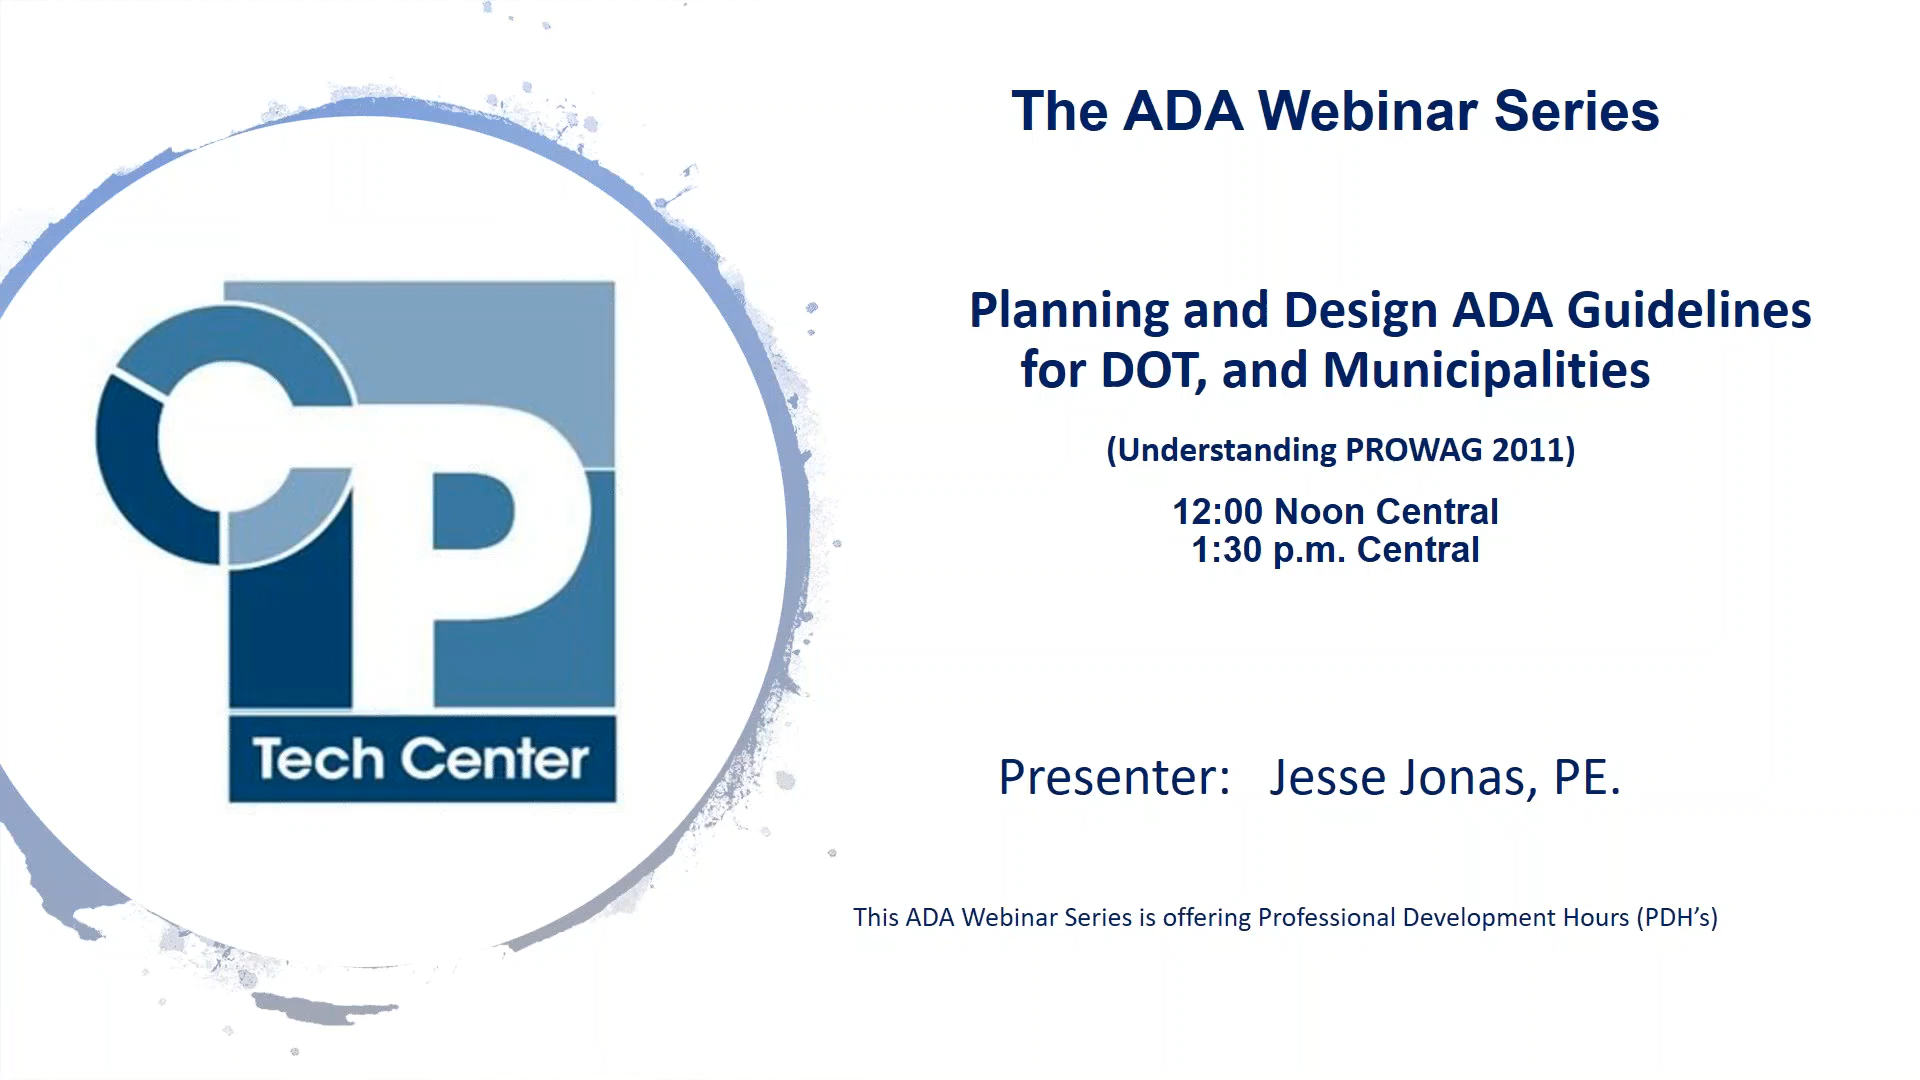 The ADA Webinar Series
Planning and Design ADA Guidelines
for DOT, and Municipalities
(Understanding PROWAG 2011)
12:00 Noon Central
1:30 p.m. Central
CP
Tech Center
Presenter: Jesse Jonas, PE.
This ADA Webinar Series is offering Professional Development Hours (PDH’s)